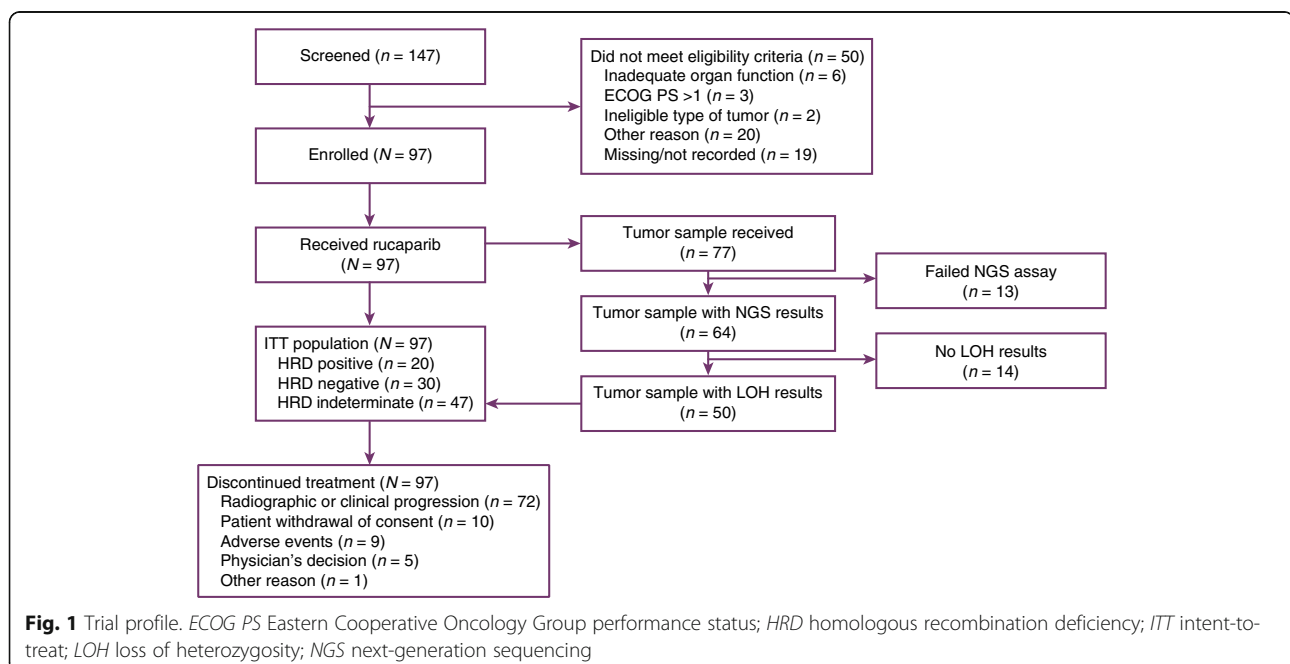 Screened (n = 147)
Did not meet eligibility criteria (n = 50)
Inadequate organ function (n = 6)
ECOG PS >1 (n = 3)
Ineligible type of tumor (n = 2)
Other reason (n = 20)
Missing/not recorded (n = 19)
Enrolled (N = 97)
Received rucaparib
(N = 97)
Tumor sample received
(n = 77)
Failed NGS assay
(n = 13)
Tumor sample with NGS results
(n = 64)
No LOH results
(n = 14)
Tumor sample with LOH results
(n = 50)
ITT population (N = 97)
HRD positive (n = 20)
HRD negative (n = 30)
HRD indeterminate (n = 47)
Discontinued treatment (N = 97)
Radiographic or clinical progression (n = 72)
Patient withdrawal of consent (n = 10)
Adverse events (n = 9)
Physician’s decision (n = 5)
Other reason (n = 1)
Fig. 1 Trial profile. ECOG PS Eastern Cooperative Oncology Group performance status; HRD homologous recombination deficiency; ITT intent-to-
treat; LOH loss of heterozygosity; NGS next-generation sequencing